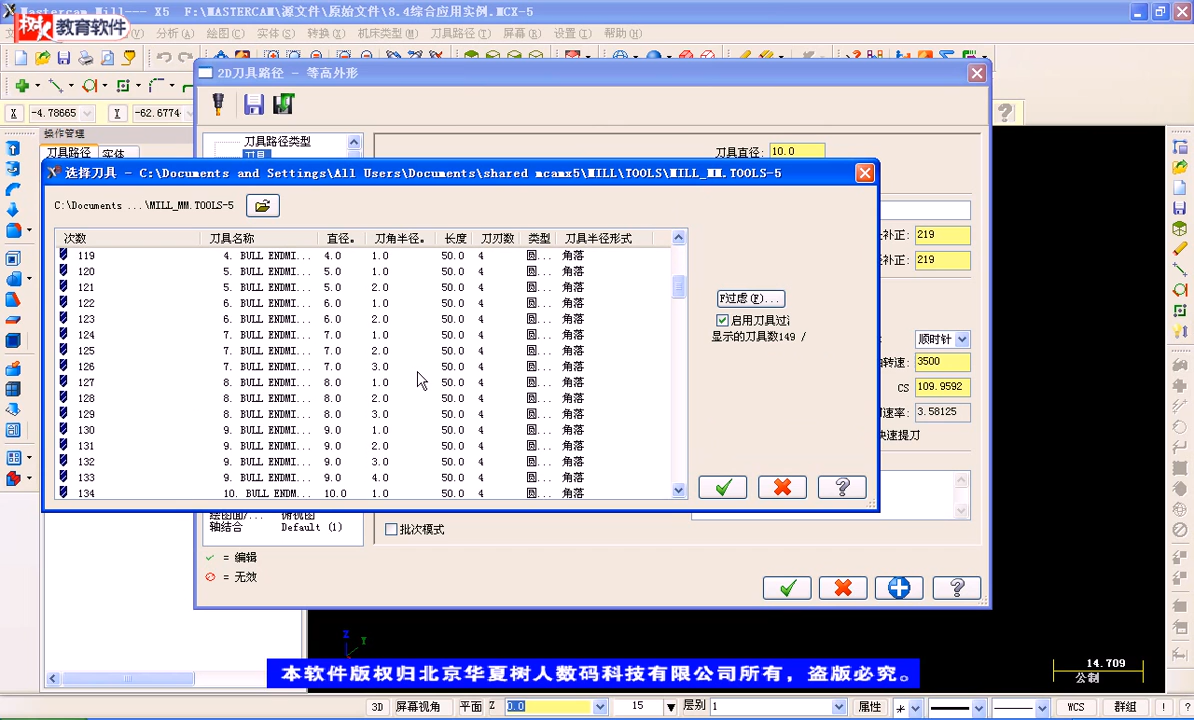 Mastercam Mill--- X5 F:\MASTERCAM\源文件\原始文件\8.4综合应用实例.MCX-5
树人教育软件
(V) 分析(A) 绘图(C) 实体(S) 转换(X) 机床类型(M) 刀具路径(T) 屏幕(R) 设置(I) 帮助(H)
2D刀具路径 - 等高外形
X -4.78665 Y -62.6774
操作管理
刀具路径 实体
刀具路径类型
刀具
刀具直径: 10.0
选择刀具 - C:\Documents and Settings\All Users\Documents\shared mcamx5\MILL\TOOLS\MILL_MM.TOOLS-5
C:\Documents ...\MILL_MM.TOOLS-5
次数 刀具名称 直径. 刀角半径. 长度 刀刃数 类型 刀具半径形式
119 4. BULL ENDMI... 4.0 1.0 50.0 4 圆... 角落
120 5. BULL ENDMI... 5.0 1.0 50.0 4 圆... 角落
121 5. BULL ENDMI... 5.0 2.0 50.0 4 圆... 角落
122 6. BULL ENDMI... 6.0 1.0 50.0 4 圆... 角落
123 6. BULL ENDMI... 6.0 2.0 50.0 4 圆... 角落
124 7. BULL ENDMI... 7.0 1.0 50.0 4 圆... 角落
125 7. BULL ENDMI... 7.0 2.0 50.0 4 圆... 角落
126 7. BULL ENDMI... 7.0 3.0 50.0 4 圆... 角落
127 8. BULL ENDMI... 8.0 1.0 50.0 4 圆... 角落
128 8. BULL ENDMI... 8.0 2.0 50.0 4 圆... 角落
129 8. BULL ENDMI... 8.0 3.0 50.0 4 圆... 角落
130 9. BULL ENDMI... 9.0 1.0 50.0 4 圆... 角落
131 9. BULL ENDMI... 9.0 2.0 50.0 4 圆... 角落
132 9. BULL ENDMI... 9.0 3.0 50.0 4 圆... 角落
133 9. BULL ENDMI... 9.0 4.0 50.0 4 圆... 角落
134 10. BULL ENDM... 10.0 1.0 50.0 4 圆... 角落
F过虑(F)...
启用刀具过
显示的刀具数149 /
补正: 219
补正: 219
顺时针
转速: 3500
CS 109.9592
速率: 3.58125
快速提刀
轴结合 Default (1)
批次模式
= 编辑
= 无效
Z
Y
14.709
公制
本软件版权归北京华夏树人数码科技有限公司所有，盗版必究。
3D 屏幕视角 平面 Z 0.0 15 层别 1 属性 WCS 群组